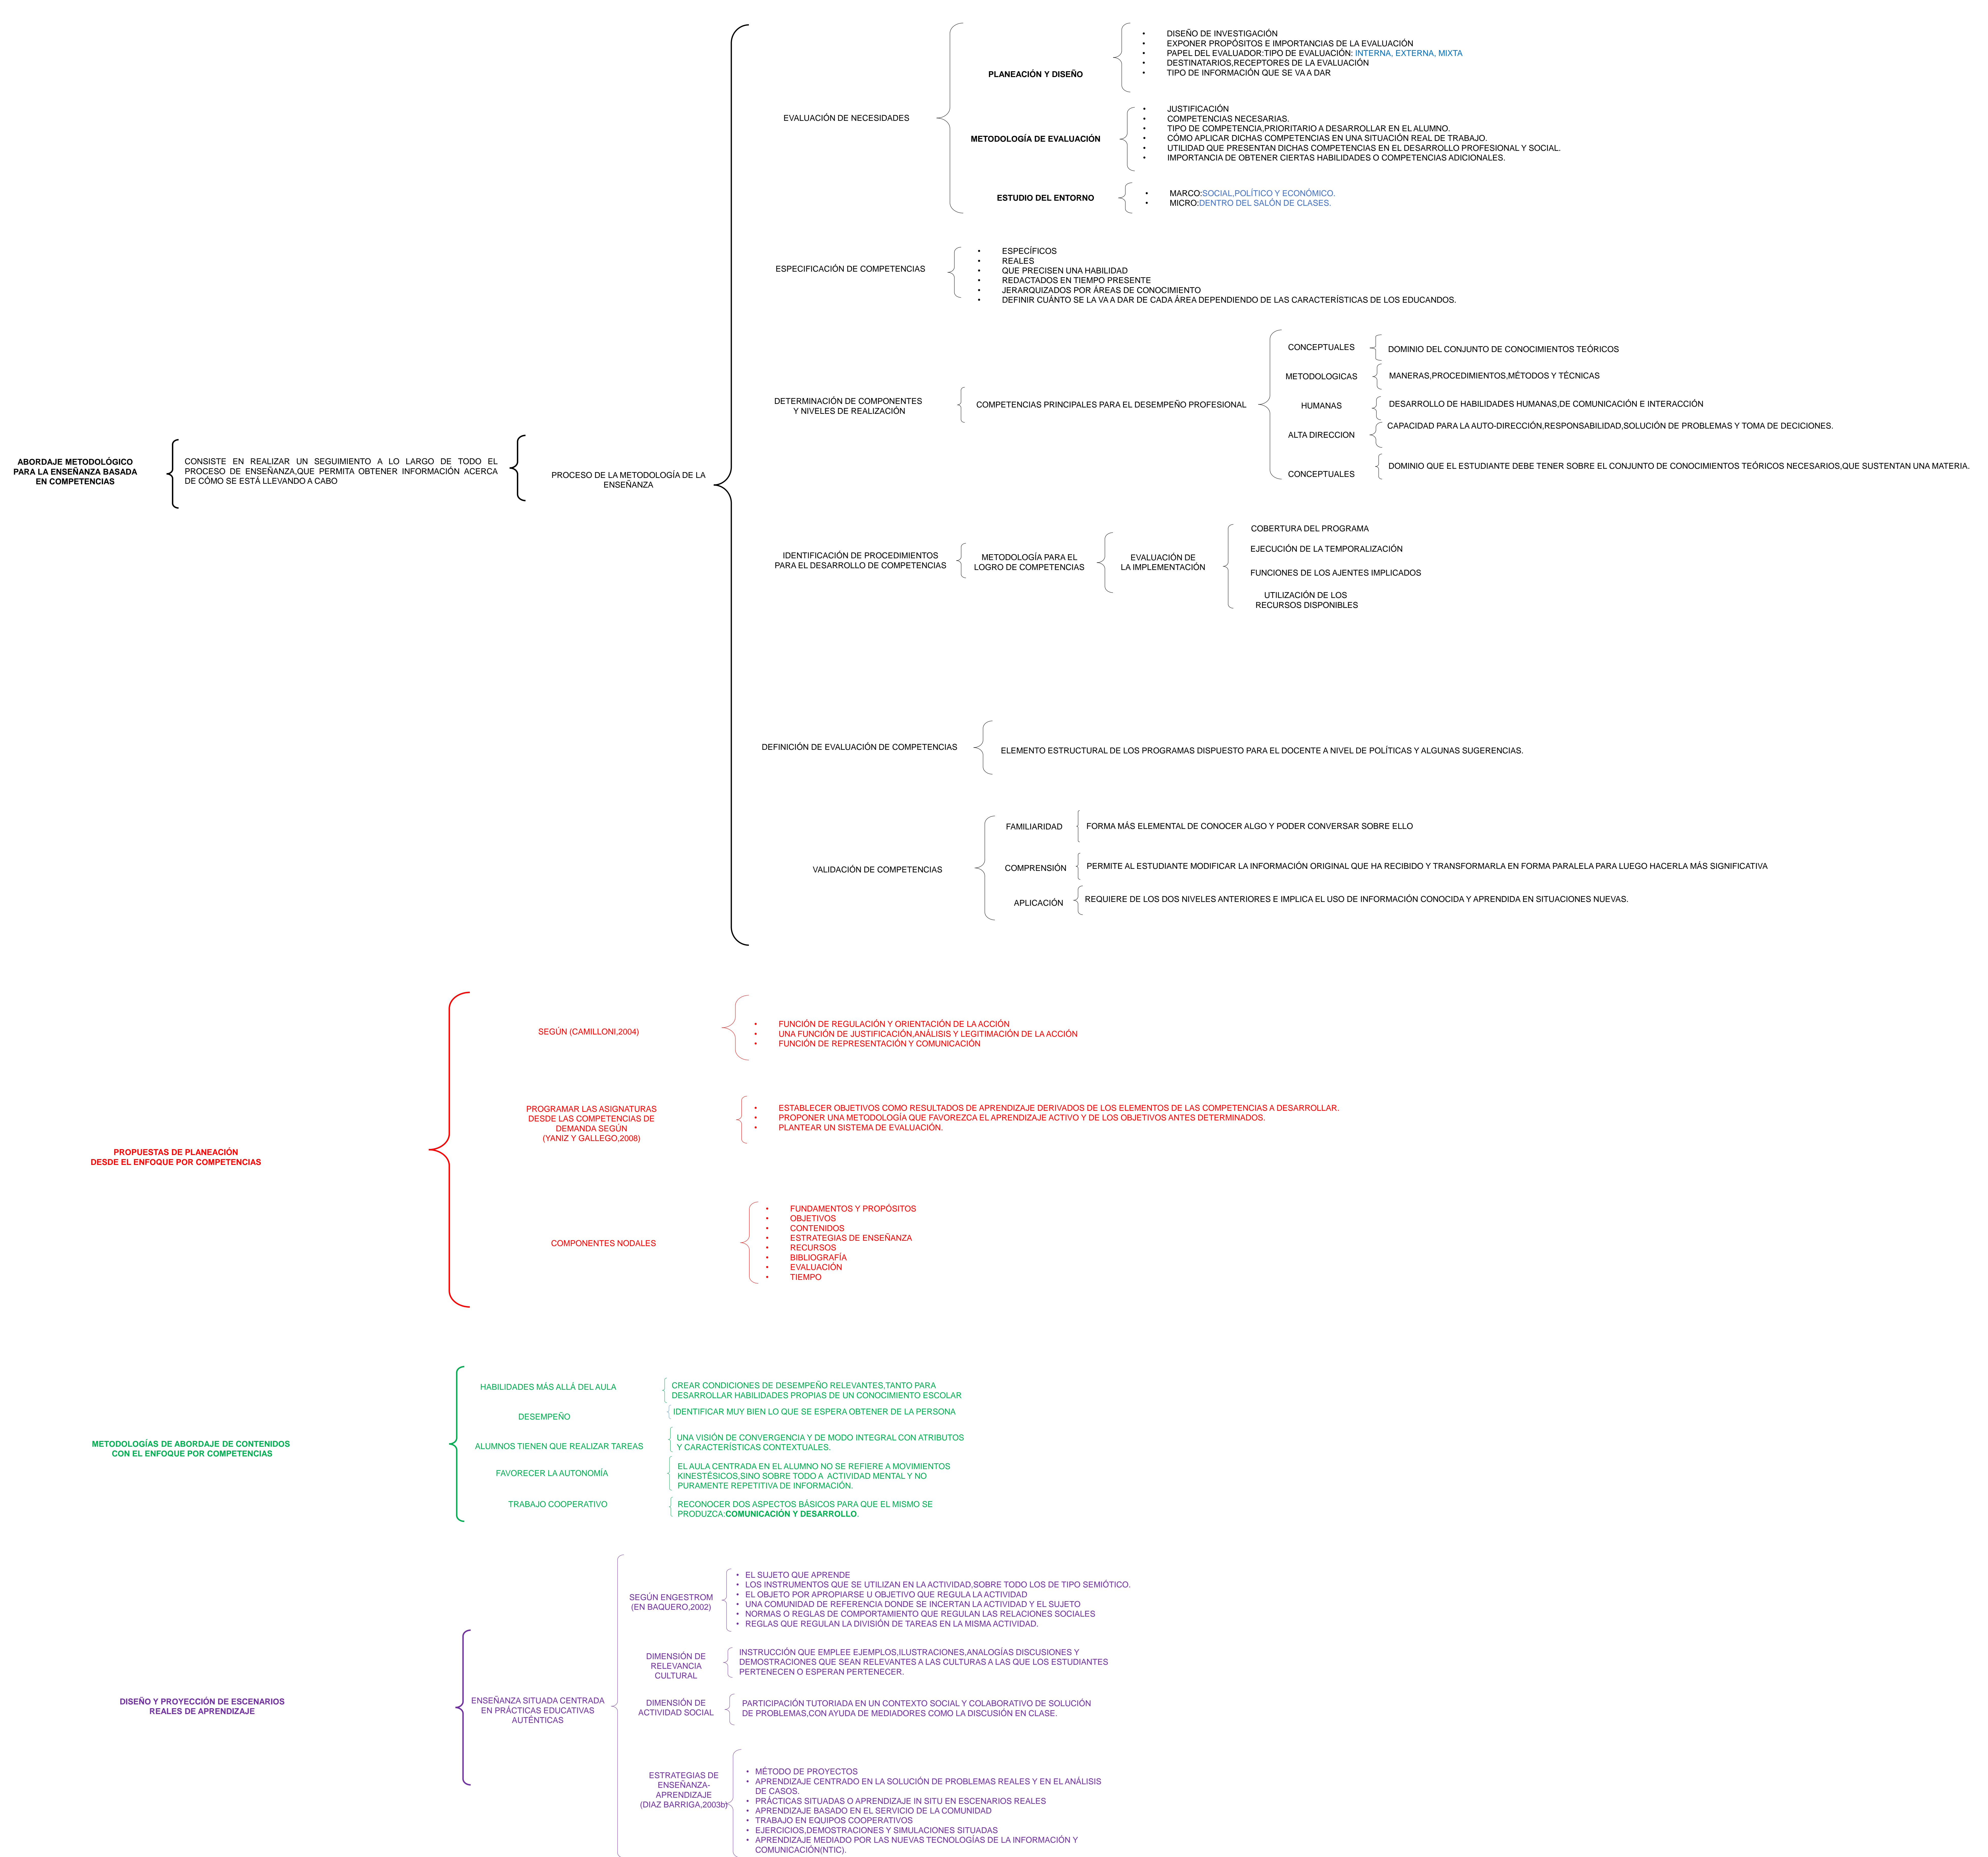 ABORDAJE METODOLÓGICO
PARA LA ENSEÑANZA BASADA
EN COMPETENCIAS
CONSISTE EN REALIZAR UN SEGUIMIENTO A LO LARGO DE TODO EL
PROCESO DE ENSEÑANZA,QUE PERMITA OBTENER INFORMACIÓN ACERCA
DE CÓMO SE ESTÁ LLEVANDO A CABO
PROCESO DE LA METODOLOGÍA DE LA
ENSEÑANZA
EVALUACIÓN DE NECESIDADES
PLANEACIÓN Y DISEÑO
• DISEÑO DE INVESTIGACIÓN
• EXPONER PROPÓSITOS E IMPORTANCIAS DE LA EVALUACIÓN
• PAPEL DEL EVALUADOR:TIPO DE EVALUACIÓN: INTERNA, EXTERNA, MIXTA
• DESTINATARIOS,RECEPTORES DE LA EVALUACIÓN
• TIPO DE INFORMACIÓN QUE SE VA A DAR
METODOLOGÍA DE EVALUACIÓN
• JUSTIFICACIÓN
• COMPETENCIAS NECESARIAS.
• TIPO DE COMPETENCIA,PRIORITARIO A DESARROLLAR EN EL ALUMNO.
• CÓMO APLICAR DICHAS COMPETENCIAS EN UNA SITUACIÓN REAL DE TRABAJO.
• UTILIDAD QUE PRESENTAN DICHAS COMPETENCIAS EN EL DESARROLLO PROFESIONAL Y SOCIAL.
• IMPORTANCIA DE OBTENER CIERTAS HABILIDADES O COMPETENCIAS ADICIONALES.
ESTUDIO DEL ENTORNO
• MARCO:SOCIAL,POLÍTICO Y ECONÓMICO.
• MICRO:DENTRO DEL SALÓN DE CLASES.
ESPECIFICACIÓN DE COMPETENCIAS
• ESPECÍFICOS
• REALES
• QUE PRECISEN UNA HABILIDAD
• REDACTADOS EN TIEMPO PRESENTE
• JERARQUIZADOS POR ÁREAS DE CONOCIMIENTO
• DEFINIR CUÁNTO SE LA VA A DAR DE CADA ÁREA DEPENDIENDO DE LAS CARACTERÍSTICAS DE LOS EDUCANDOS.
DETERMINACIÓN DE COMPONENTES
Y NIVELES DE REALIZACIÓN
COMPETENCIAS PRINCIPALES PARA EL DESEMPEÑO PROFESIONAL
CONCEPTUALES
DOMINIO DEL CONJUNTO DE CONOCIMIENTOS TEÓRICOS
METODOLOGICAS
MANERAS,PROCEDIMIENTOS,MÉTODOS Y TÉCNICAS
HUMANAS
DESARROLLO DE HABILIDADES HUMANAS,DE COMUNICACIÓN E INTERACCIÓN
ALTA DIRECCION
CAPACIDAD PARA LA AUTO-DIRECCIÓN,RESPONSABILIDAD,SOLUCIÓN DE PROBLEMAS Y TOMA DE DECICIONES.
CONCEPTUALES
DOMINIO QUE EL ESTUDIANTE DEBE TENER SOBRE EL CONJUNTO DE CONOCIMIENTOS TEÓRICOS NECESARIOS,QUE SUSTENTAN UNA MATERIA.
IDENTIFICACIÓN DE PROCEDIMIENTOS
PARA EL DESARROLLO DE COMPETENCIAS
METODOLOGÍA PARA EL
LOGRO DE COMPETENCIAS
EVALUACIÓN DE
LA IMPLEMENTACIÓN
COBERTURA DEL PROGRAMA
EJECUCIÓN DE LA TEMPORALIZACIÓN
FUNCIONES DE LOS AJENTES IMPLICADOS
UTILIZACIÓN DE LOS
RECURSOS DISPONIBLES
DEFINICIÓN DE EVALUACIÓN DE COMPETENCIAS
ELEMENTO ESTRUCTURAL DE LOS PROGRAMAS DISPUESTO PARA EL DOCENTE A NIVEL DE POLÍTICAS Y ALGUNAS SUGERENCIAS.
VALIDACIÓN DE COMPETENCIAS
FAMILIARIDAD
FORMA MÁS ELEMENTAL DE CONOCER ALGO Y PODER CONVERSAR SOBRE ELLO
COMPRENSIÓN
PERMITE AL ESTUDIANTE MODIFICAR LA INFORMACIÓN ORIGINAL QUE HA RECIBIDO Y TRANSFORMARLA EN FORMA PARALELA PARA LUEGO HACERLA MÁS SIGNIFICATIVA
APLICACIÓN
REQUIERE DE LOS DOS NIVELES ANTERIORES E IMPLICA EL USO DE INFORMACIÓN CONOCIDA Y APRENDIDA EN SITUACIONES NUEVAS.
PROPUESTAS DE PLANEACIÓN
DESDE EL ENFOQUE POR COMPETENCIAS
SEGÚN (CAMILLONI,2004)
• FUNCIÓN DE REGULACIÓN Y ORIENTACIÓN DE LA ACCIÓN
• UNA FUNCIÓN DE JUSTIFICACIÓN,ANÁLISIS Y LEGITIMACIÓN DE LA ACCIÓN
• FUNCIÓN DE REPRESENTACIÓN Y COMUNICACIÓN
PROGRAMAR LAS ASIGNATURAS
DESDE LAS COMPETENCIAS DE
DEMANDA SEGÚN
(YANIZ Y GALLEGO,2008)
• ESTABLECER OBJETIVOS COMO RESULTADOS DE APRENDIZAJE DERIVADOS DE LOS ELEMENTOS DE LAS COMPETENCIAS A DESARROLLAR.
• PROPONER UNA METODOLOGÍA QUE FAVOREZCA EL APRENDIZAJE ACTIVO Y DE LOS OBJETIVOS ANTES DETERMINADOS.
• PLANTEAR UN SISTEMA DE EVALUACIÓN.
COMPONENTES NODALES
• FUNDAMENTOS Y PROPÓSITOS
• OBJETIVOS
• CONTENIDOS
• ESTRATEGIAS DE ENSEÑANZA
• RECURSOS
• BIBLIOGRAFÍA
• EVALUACIÓN
• TIEMPO
METODOLOGÍAS DE ABORDAJE DE CONTENIDOS
CON EL ENFOQUE POR COMPETENCIAS
HABILIDADES MÁS ALLÁ DEL AULA
CREAR CONDICIONES DE DESEMPEÑO RELEVANTES,TANTO PARA
DESARROLLAR HABILIDADES PROPIAS DE UN CONOCIMIENTO ESCOLAR
DESEMPEÑO
IDENTIFICAR MUY BIEN LO QUE SE ESPERA OBTENER DE LA PERSONA
ALUMNOS TIENEN QUE REALIZAR TAREAS
UNA VISIÓN DE CONVERGENCIA Y DE MODO INTEGRAL CON ATRIBUTOS
Y CARACTERÍSTICAS CONTEXTUALES.
FAVORECER LA AUTONOMÍA
EL AULA CENTRADA EN EL ALUMNO NO SE REFIERE A MOVIMIENTOS
KINESTÉSICOS,SINO SOBRE TODO A ACTIVIDAD MENTAL Y NO
PURAMENTE REPETITIVA DE INFORMACIÓN.
TRABAJO COOPERATIVO
RECONOCER DOS ASPECTOS BÁSICOS PARA QUE EL MISMO SE
PRODUZCA:COMUNICACIÓN Y DESARROLLO.
DISEÑO Y PROYECCIÓN DE ESCENARIOS
REALES DE APRENDIZAJE
ENSEÑANZA SITUADA CENTRADA
EN PRÁCTICAS EDUCATIVAS
AUTÉNTICAS
SEGÚN ENGESTROM
(EN BAQUERO,2002)
• EL SUJETO QUE APRENDE
• LOS INSTRUMENTOS QUE SE UTILIZAN EN LA ACTIVIDAD,SOBRE TODO LOS DE TIPO SEMIÓTICO.
• EL OBJETO POR APROPIARSE U OBJETIVO QUE REGULA LA ACTIVIDAD
• UNA COMUNIDAD DE REFERENCIA DONDE SE INCERTAN LA ACTIVIDAD Y EL SUJETO
• NORMAS O REGLAS DE COMPORTAMIENTO QUE REGULAN LAS RELACIONES SOCIALES
• REGLAS QUE REGULAN LA DIVISIÓN DE TAREAS EN LA MISMA ACTIVIDAD.
DIMENSIÓN DE
RELEVANCIA
CULTURAL
INSTRUCCIÓN QUE EMPLEE EJEMPLOS,ILUSTRACIONES,ANALOGÍAS DISCUSIONES Y
DEMOSTRACIONES QUE SEAN RELEVANTES A LAS CULTURAS A LAS QUE LOS ESTUDIANTES
PERTENECEN O ESPERAN PERTENECER.
DIMENSIÓN DE
ACTIVIDAD SOCIAL
PARTICIPACIÓN TUTORIADA EN UN CONTEXTO SOCIAL Y COLABORATIVO DE SOLUCIÓN
DE PROBLEMAS,CON AYUDA DE MEDIADORES COMO LA DISCUSIÓN EN CLASE.
ESTRATEGIAS DE
ENSEÑANZA-
APRENDIZAJE
(DIAZ BARRIGA,2003b)
• MÉTODO DE PROYECTOS
• APRENDIZAJE CENTRADO EN LA SOLUCIÓN DE PROBLEMAS REALES Y EN EL ANÁLISIS
DE CASOS.
• PRÁCTICAS SITUADAS O APRENDIZAJE IN SITU EN ESCENARIOS REALES
• APRENDIZAJE BASADO EN EL SERVICIO DE LA COMUNIDAD
• TRABAJO EN EQUIPOS COOPERATIVOS
• EJERCICIOS,DEMOSTRACIONES Y SIMULACIONES SITUADAS
• APRENDIZAJE MEDIADO POR LAS NUEVAS TECNOLOGÍAS DE LA INFORMACIÓN Y
COMUNICACIÓN(NTIC).